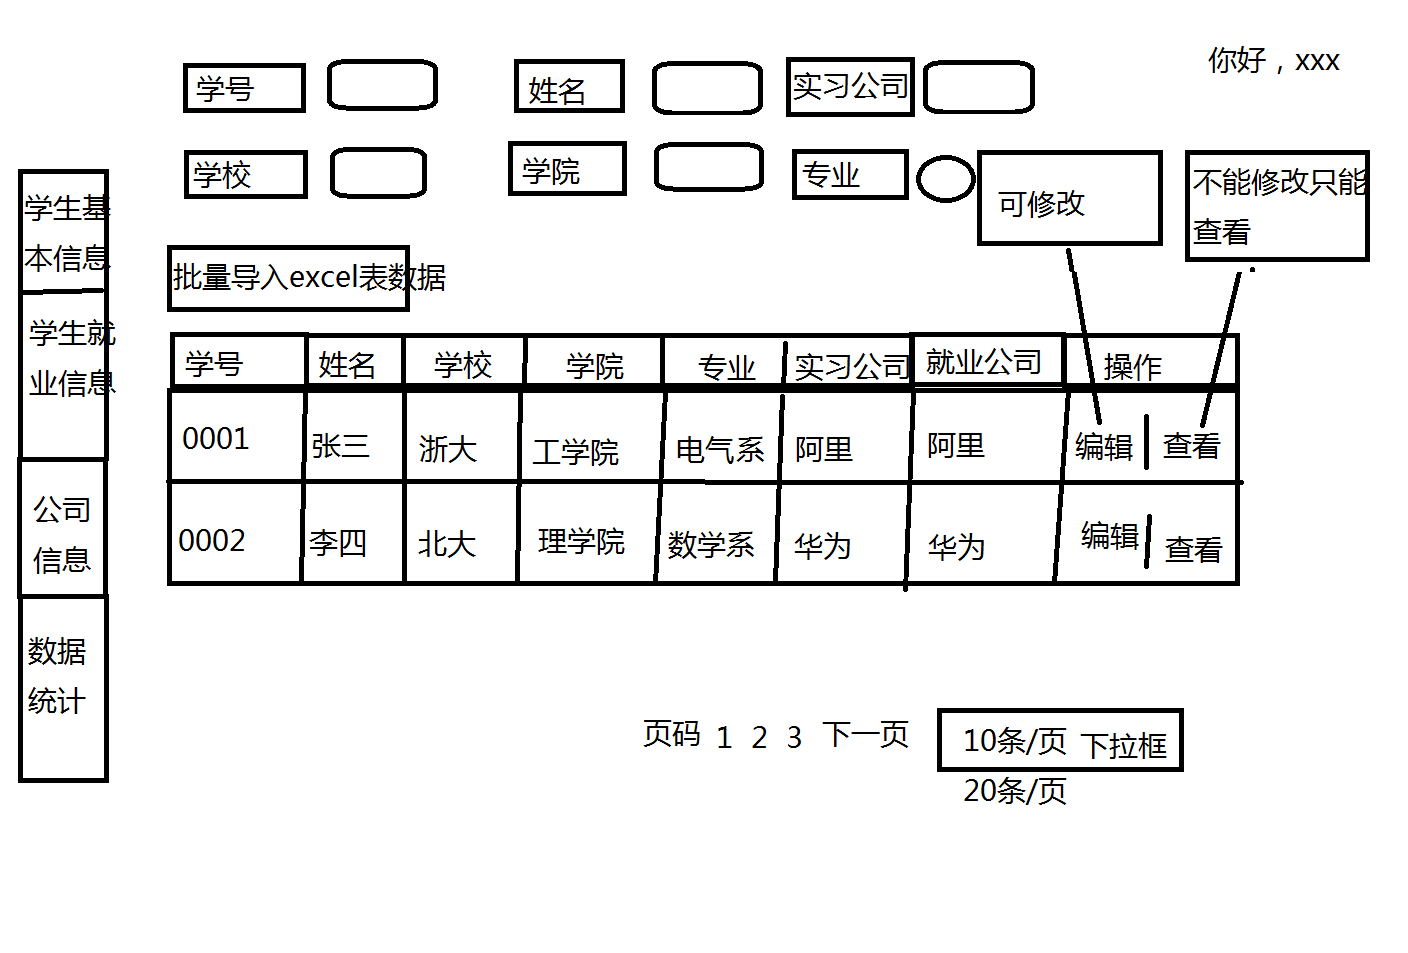 你好，xxx
学号
姓名
实习公司
学校
学院
专业
可修改
不能修改只能
查看
学生基
本信息
学生就
业信息
公司
信息
数据
统计
批量导入excel表数据
学号 姓名 学校 学院 专业 实习公司 就业公司 操作
0001 张三 浙大 工学院 电气系 阿里 阿里 编辑 查看
0002 李四 北大 理学院 数学系 华为 华为 编辑 查看
页码 1 2 3 下一页 10条/页 下拉框
20条/页